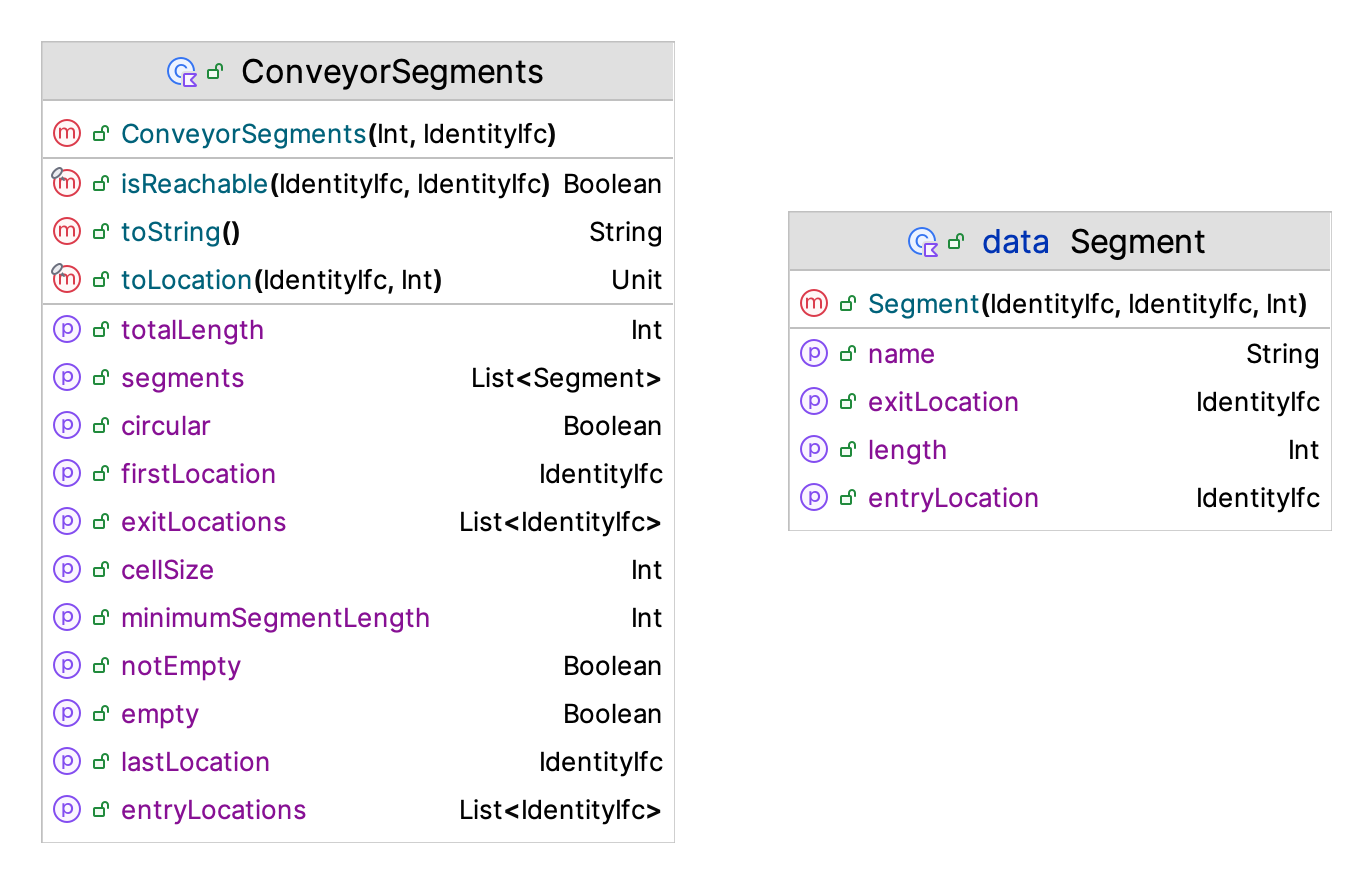 ConveyorSegments
ConveyorSegments(Int, IdentityIfc)
isReachable(IdentityIfc, IdentityIfc) Boolean
toString() String
toLocation(IdentityIfc, Int) Unit
totalLength Int
segments List<Segment>
circular Boolean
firstLocation IdentityIfc
exitLocations List<IdentityIfc>
cellSize Int
minimumSegmentLength Int
notEmpty Boolean
empty Boolean
lastLocation IdentityIfc
entryLocations List<IdentityIfc>
data Segment
Segment(IdentityIfc, IdentityIfc, Int)
name String
exitLocation IdentityIfc
length Int
entryLocation IdentityIfc